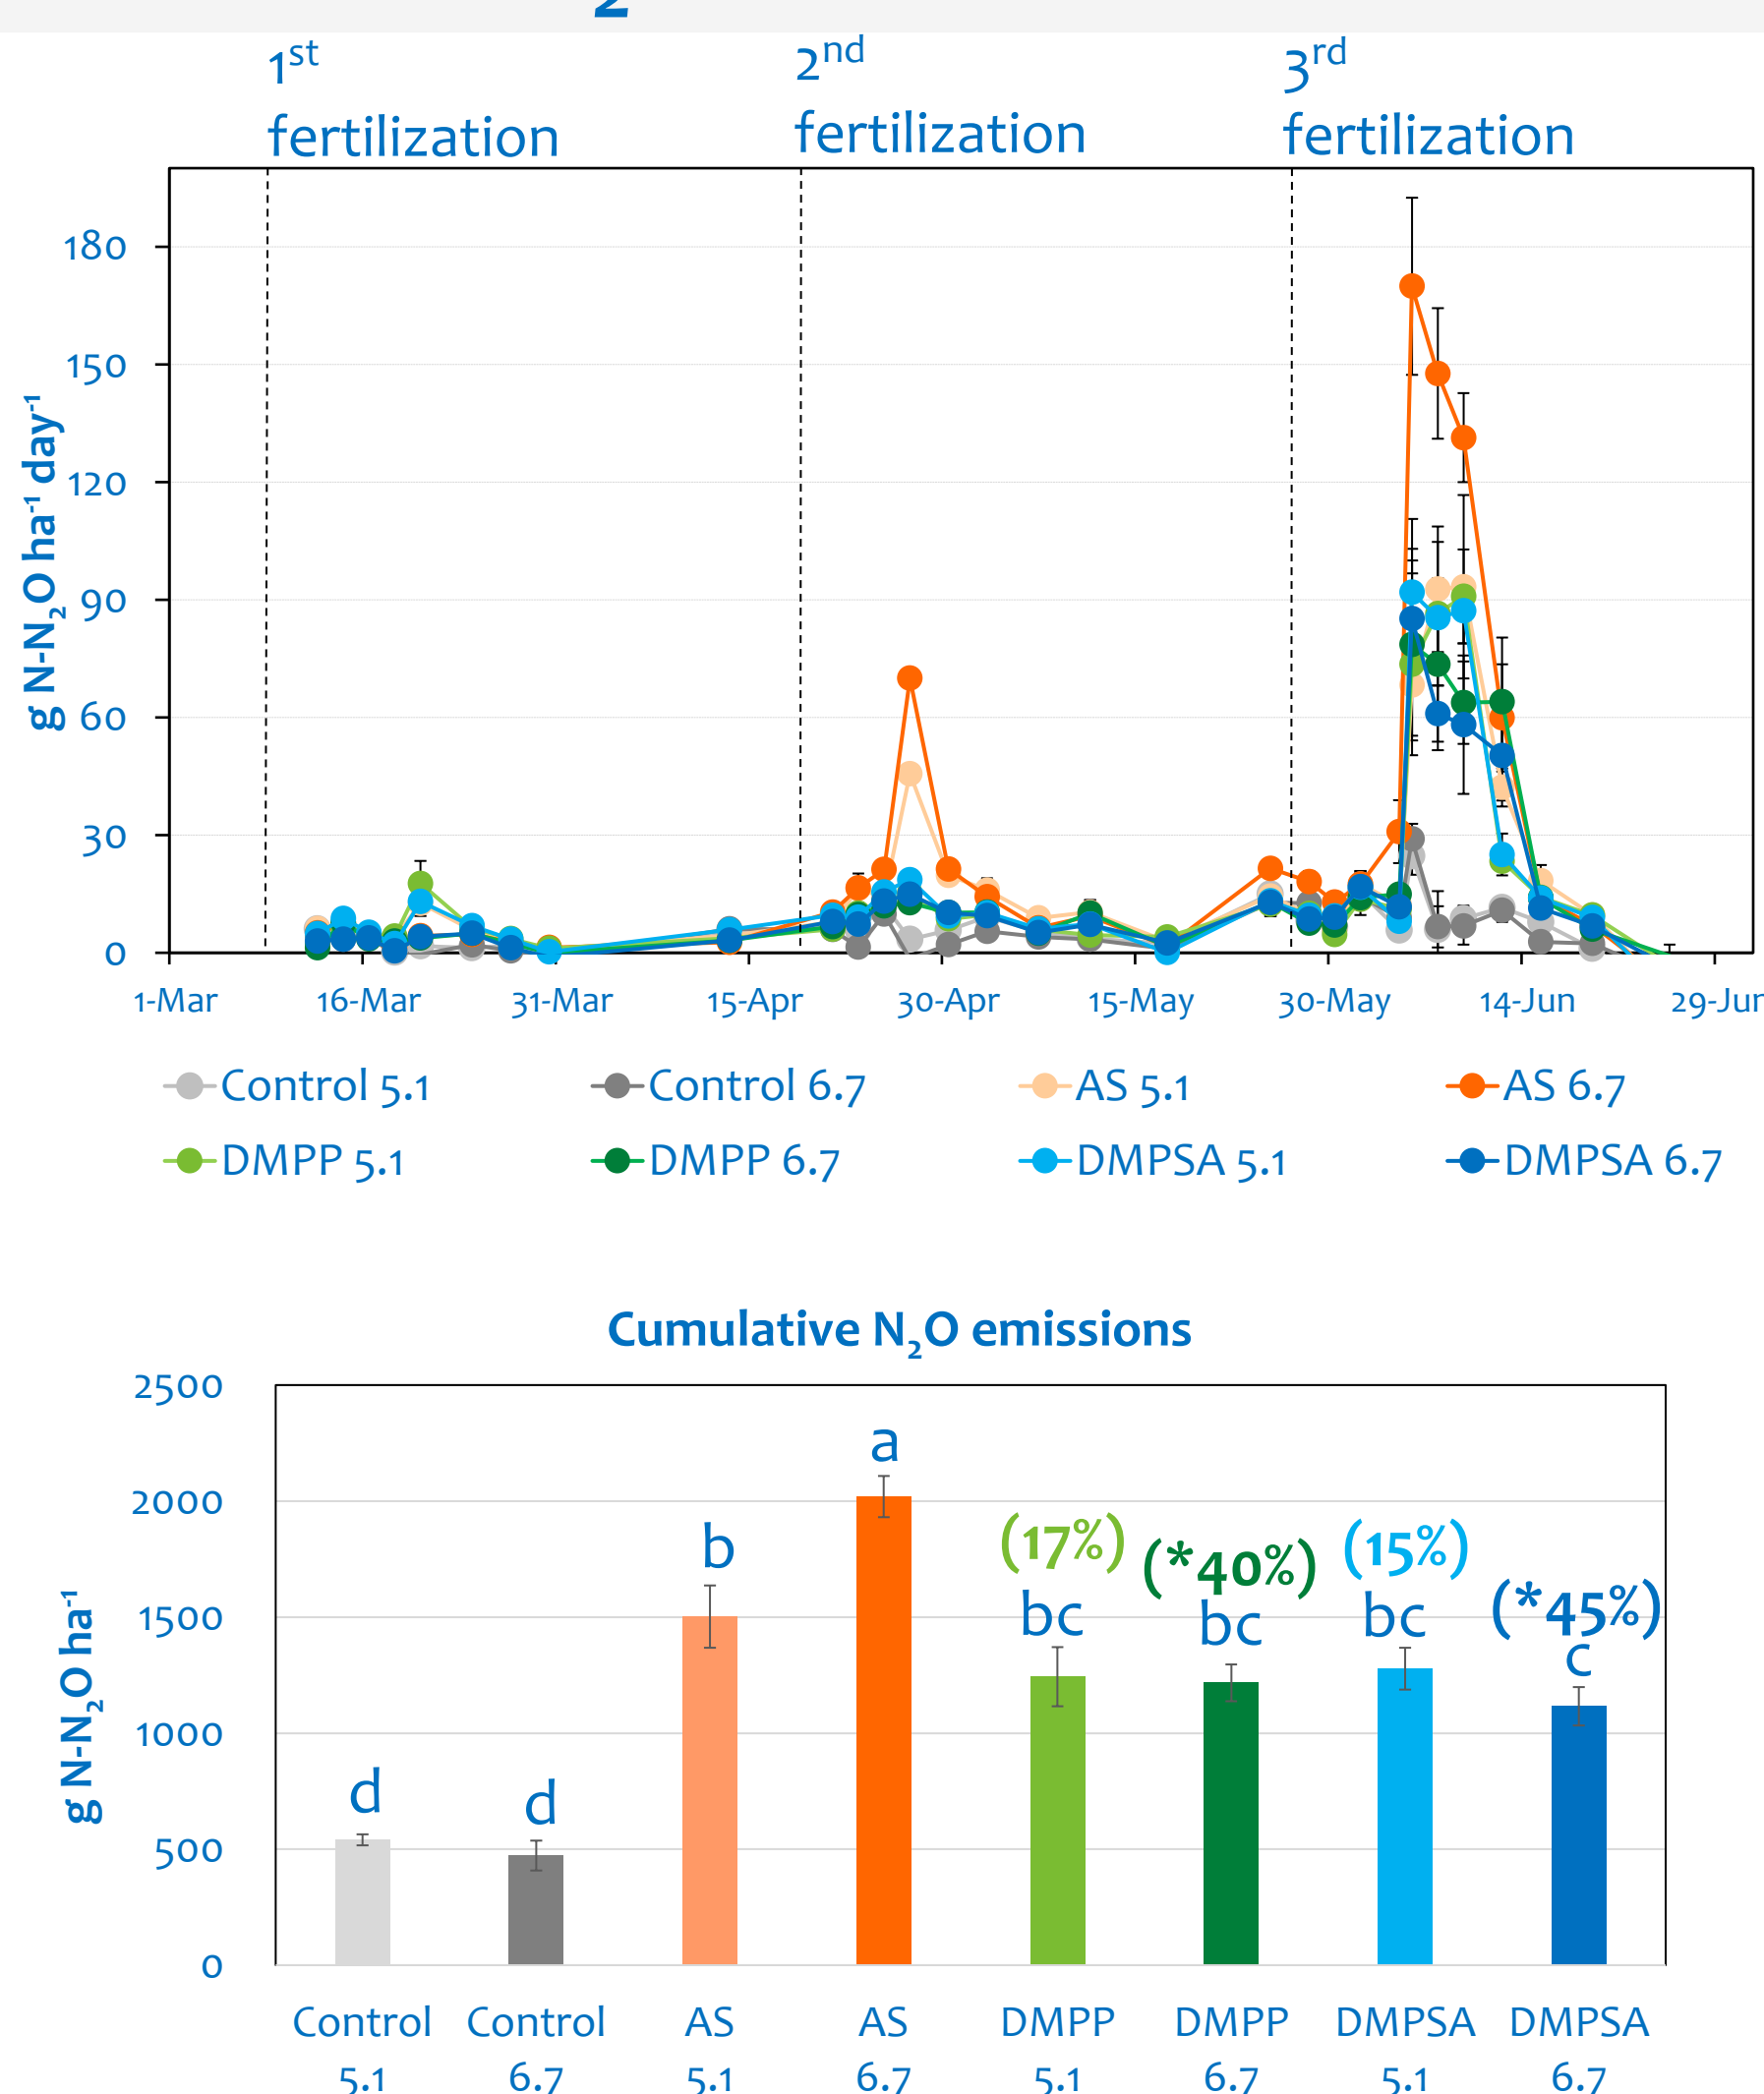 2
1st 2nd 3rd
fertilization fertilization fertilization
g N-N2O ha-1 day-1
180
150
120
90
60
30
0
1-Mar 16-Mar 31-Mar 15-Apr 30-Apr 15-May 30-May 14-Jun 29-Jun
Control 5.1 Control 6.7 AS 5.1 AS 6.7
DMPP 5.1 DMPP 6.7 DMPSA 5.1 DMPSA 6.7
Cumulative N2O emissions
g N-N2O ha-1
2500
2000
1500
1000
500
0
d d b a (17%) bc (*40%) bc (15%) bc (*45%) c
Control Control AS AS DMPP DMPP DMPSA DMPSA
5.1 6.7 5.1 6.7 5.1 6.7 5.1 6.7